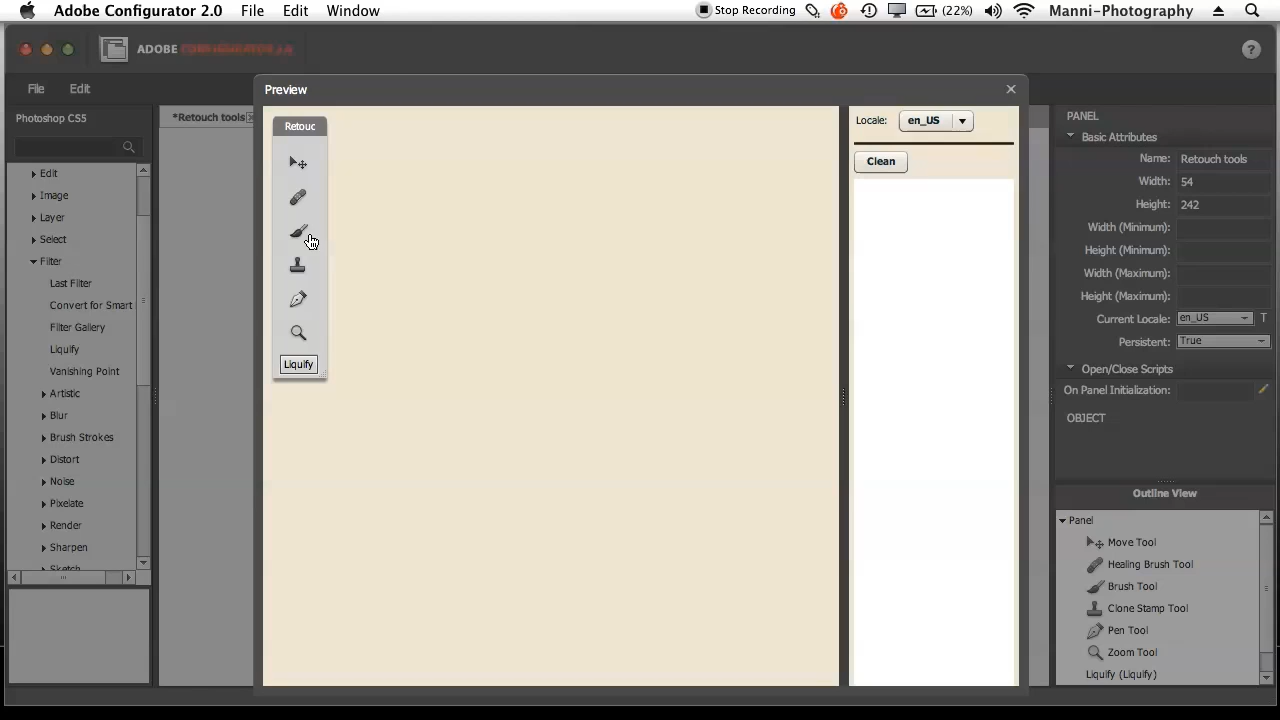 Adobe Configurator 2.0 File Edit Window Stop Recording (22%) Manni-Photography
ADOBE CONFIGURATOR 2.0 ?
File Edit
Photoshop CS5
Edit
Image
Layer
Select
Filter
Last Filter
Convert for Smart
Filter Gallery
Liquify
Vanishing Point
Artistic
Blur
Brush Strokes
Distort
Noise
Pixelate
Render
Sharpen
Sketch
*Retouch tools
Preview
Retouc
Liquify
Locale: en_US
Clean
PANEL
Basic Attributes
Name: Retouch tools
Width: 54
Height: 242
Width (Minimum):
Height (Minimum):
Width (Maximum):
Height (Maximum):
Current Locale: en_US T
Persistent: True
Open/Close Scripts
On Panel Initialization:
OBJECT
Outline View
Panel
Move Tool
Healing Brush Tool
Brush Tool
Clone Stamp Tool
Pen Tool
Zoom Tool
Liquify (Liquify)